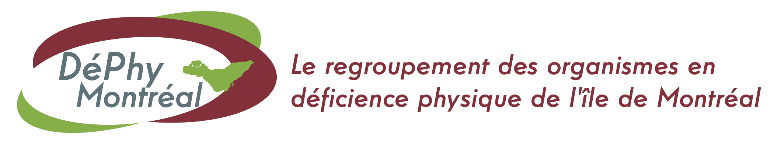 DéPhy
Montréal
Le regroupement des organismes en
déficience physique de l'île de Montréal